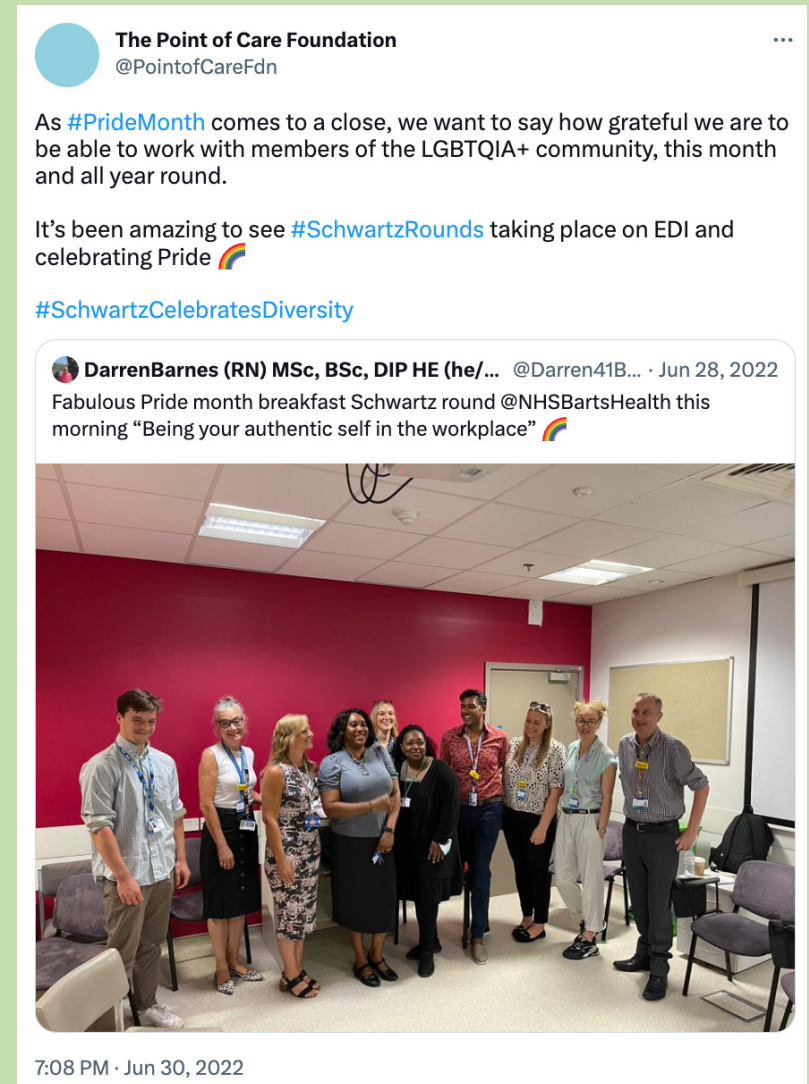 The Point of Care Foundation
@PointofCareFdn
As #PrideMonth comes to a close, we want to say how grateful we are to
be able to work with members of the LGBTQIA+ community, this month
and all year round.
It’s been amazing to see #SchwartzRounds taking place on EDI and
celebrating Pride 🌈
#SchwartzCelebratesDiversity
DarrenBarnes (RN) MSc, BSc, DIP HE (he/... @Darren41B... · Jun 28, 2022
Fabulous Pride month breakfast Schwartz round @NHSBartsHealth this
morning “Being your authentic self in the workplace” 🌈
7:08 PM · Jun 30, 2022